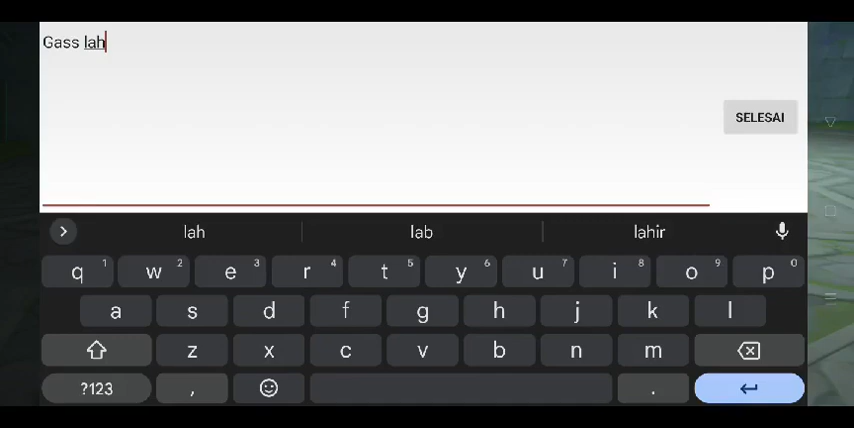 Gass lah
SELESAI
lah lab lahir
q 1 w 2 e 3 r 4 t 5 y 6 u 7 i 8 o 9 p 0
a s d f g h j k l
z x c v b n m
?123 , .